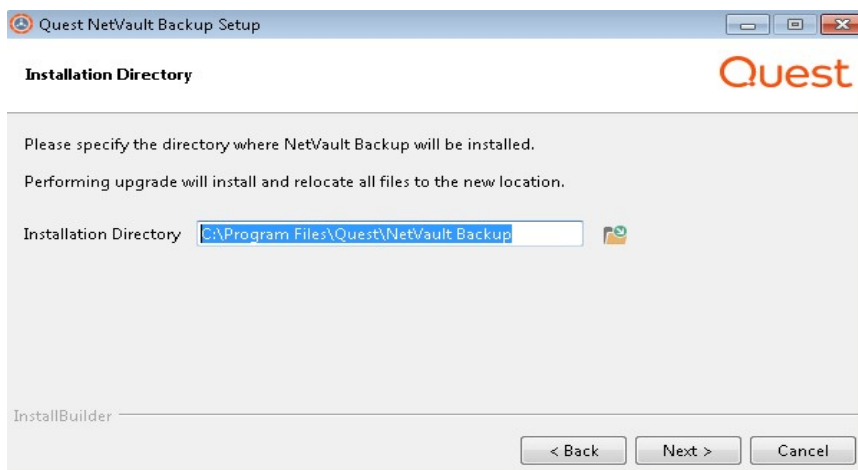 Quest NetVault Backup Setup
Installation Directory
Quest
Please specify the directory where NetVault Backup will be installed.
Performing upgrade will install and relocate all files to the new location.
Installation Directory C:\Program Files\Quest\NetVault Backup
InstallBuilder
< Back Next > Cancel